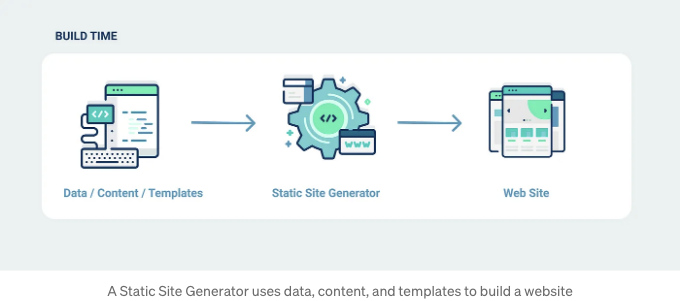 BUILD TIME
</>
</>
WWW
Data / Content / Templates
Static Site Generator
Web Site
A Static Site Generator uses data, content, and templates to build a website